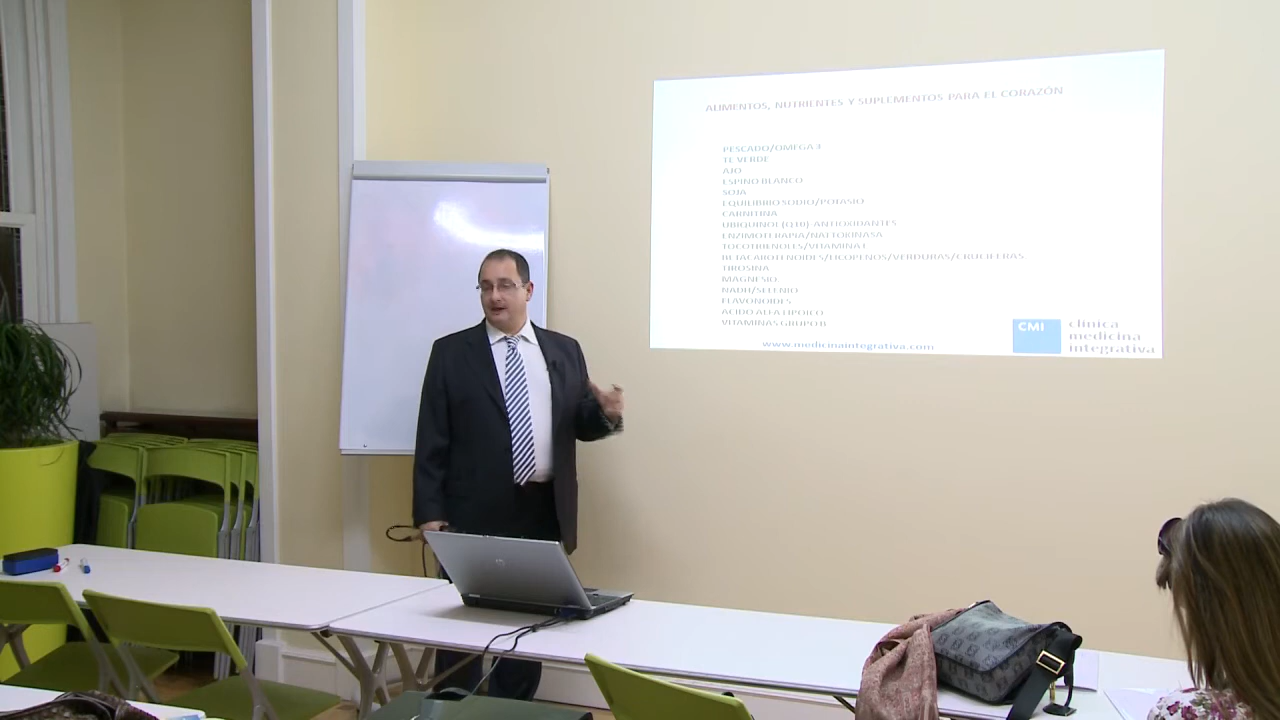 ALIMENTOS, NUTRIENTES Y SUPLEMENTOS PARA EL CORAZÓN
PESCADO/OMEGA 3
TE VERDE
AJO
ESPINO BLANCO
SOJA
EQUILIBRIO SODIO/POTASIO
CARNITINA
UBIQUINOL (Q10)-ANTIOXIDANTES
ENZIMOTERAPIA/NATTOKINASA
TOCOTRIENOLES/VITAMINA E
BETACAROTENOIDES/LICOPENOS/VERDURAS/CRUCIFERAS
TIROSINA
MAGNESIO
NADH/SELENIO
FLAVONOIDES
ACIDO ALFA LIPOICO
VITAMINAS GRUPO B
www.medicinaintegrativa.com
CMI
clínica
medicina
integrativa